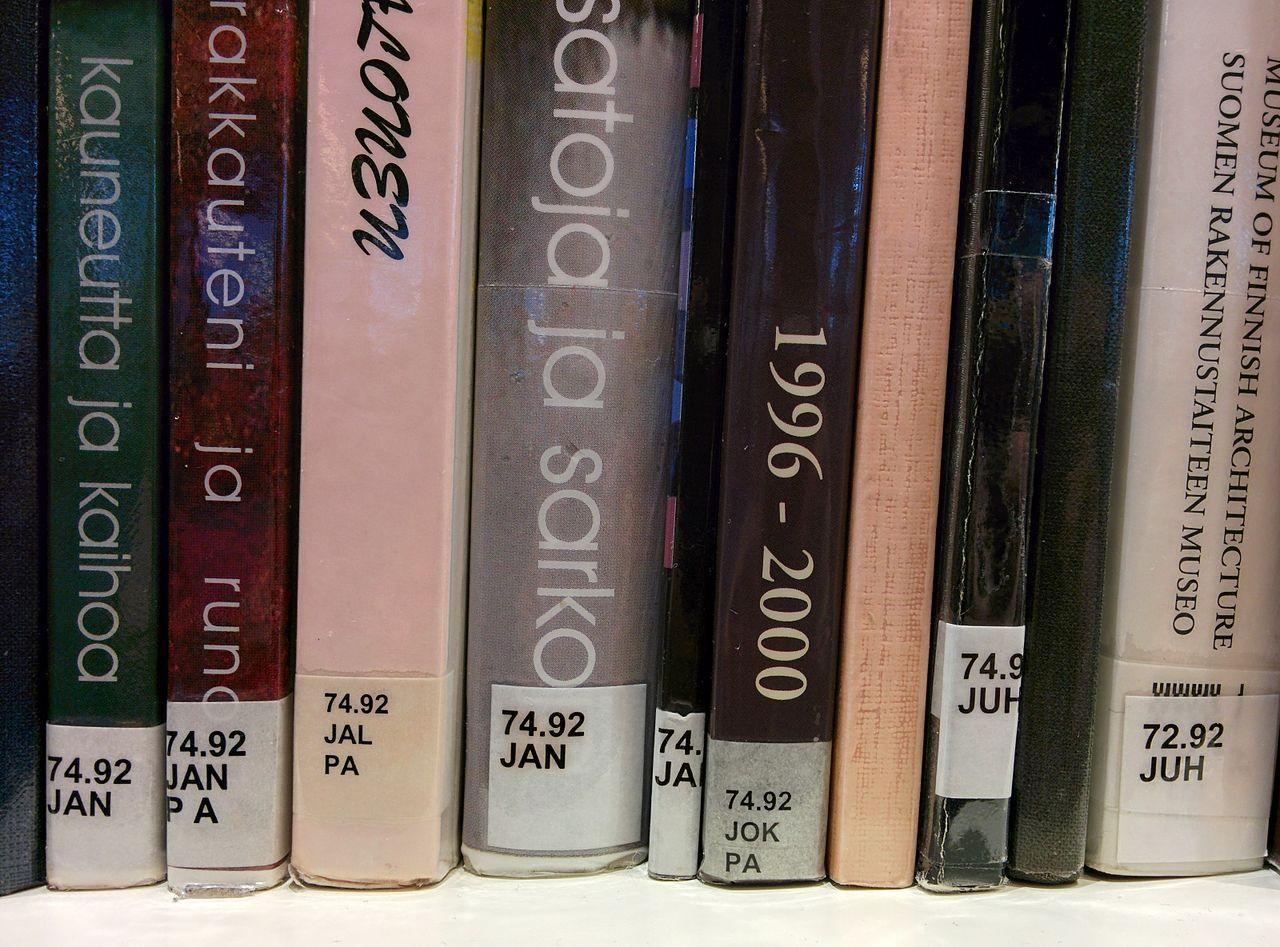 kauneutta ja kaihoa
74.92
JAN
rakkauteni ja
74.92
JAN
P A
74.92
JAL
PA
satoja ja sarko
74.92
JAN
74.
JA
1996 - 2000
74.92
JOK
PA
74.9
JUH
MUSEUM OF FINNISH ARCHITECTURE
SUOMEN RAKENNUSTAITEEN MUSEO
72.92
JUH